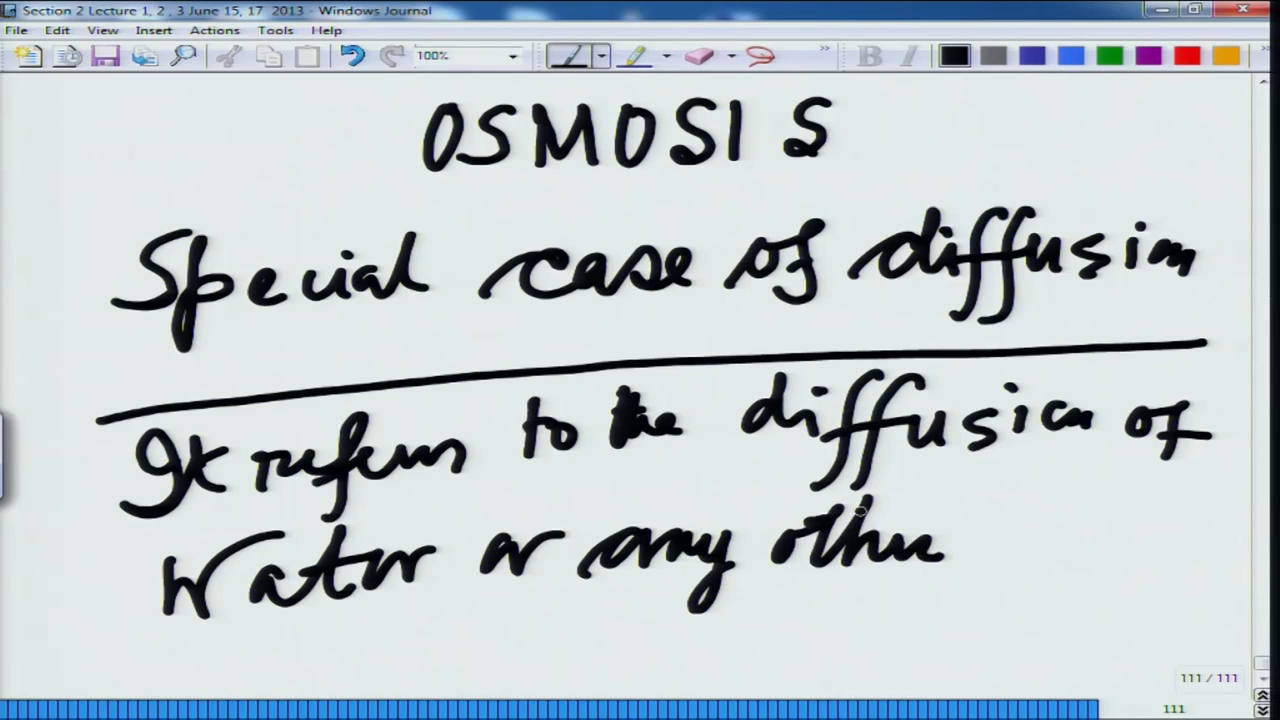 Section 2 Lecture 1, 2 , 3 June 15, 17 2013 - Windows Journal
File Edit View Insert Actions Tools Help
100%
B I
OSMOSIS
Special case of diffusion
It refers to the diffusion of
Water or any other
111 / 111
111